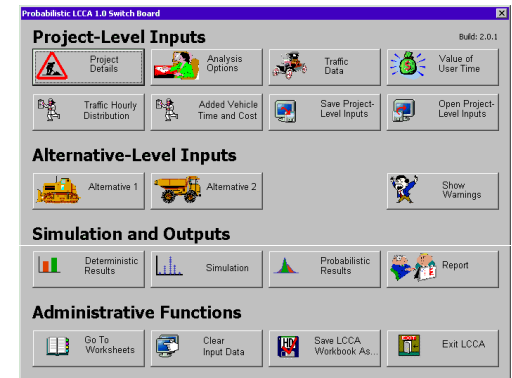 Probabilistic LCCA 1.0 Switch Board
Project-Level Inputs
Build: 2.0.1
Project
Details
Analysis
Options
Traffic
Data
Value of
User Time
Traffic Hourly
Distribution
Added Vehicle
Time and Cost
Save Project-
Level Inputs
Open Project-
Level Inputs
Alternative-Level Inputs
Alternative 1
Alternative 2
Show
Warnings
Simulation and Outputs
Deterministic
Results
Simulation
Probabilistic
Results
Report
Administrative Functions
Go To
Worksheets
Clear
Input Data
HD
Save LCCA
Workbook As...
Exit LCCA